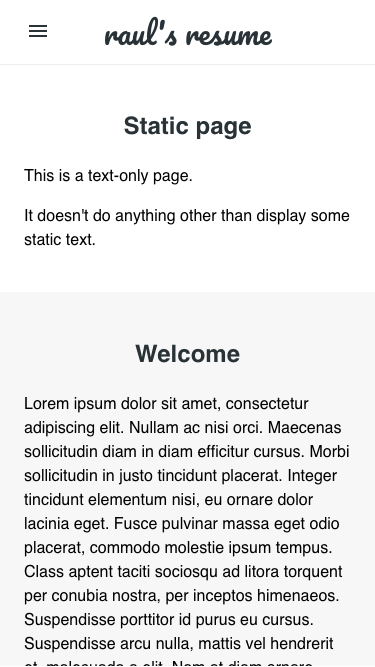 raul's resume
Static page
This is a text-only page.
It doesn't do anything other than display some
static text.
Welcome
Lorem ipsum dolor sit amet, consectetur
adipiscing elit. Nullam ac nisi orci. Maecenas
sollicitudin diam in diam efficitur cursus. Morbi
sollicitudin in justo tincidunt placerat. Integer
tincidunt elementum nisi, eu ornare dolor
lacinia eget. Fusce pulvinar massa eget odio
placerat, commodo molestie ipsum tempus.
Class aptent taciti sociosqu ad litora torquent
per conubia nostra, per inceptos himenaeos.
Suspendisse porttitor id purus eu cursus.
Suspendisse arcu nulla, mattis vel hendrerit